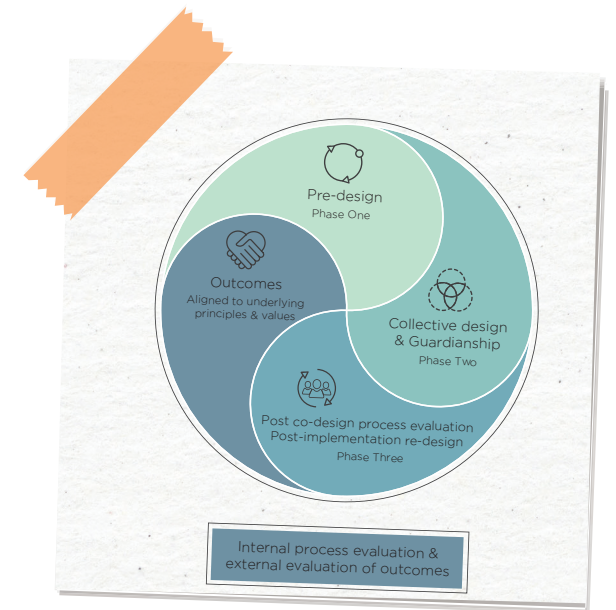 Pre-design
Phase One
Collective design
& Guardianship
Phase Two
Post co-design process evaluation
Post-implementation re-design
Phase Three
Outcomes
Aligned to underlying
principles & values
Internal process evaluation &
external evaluation of outcomes